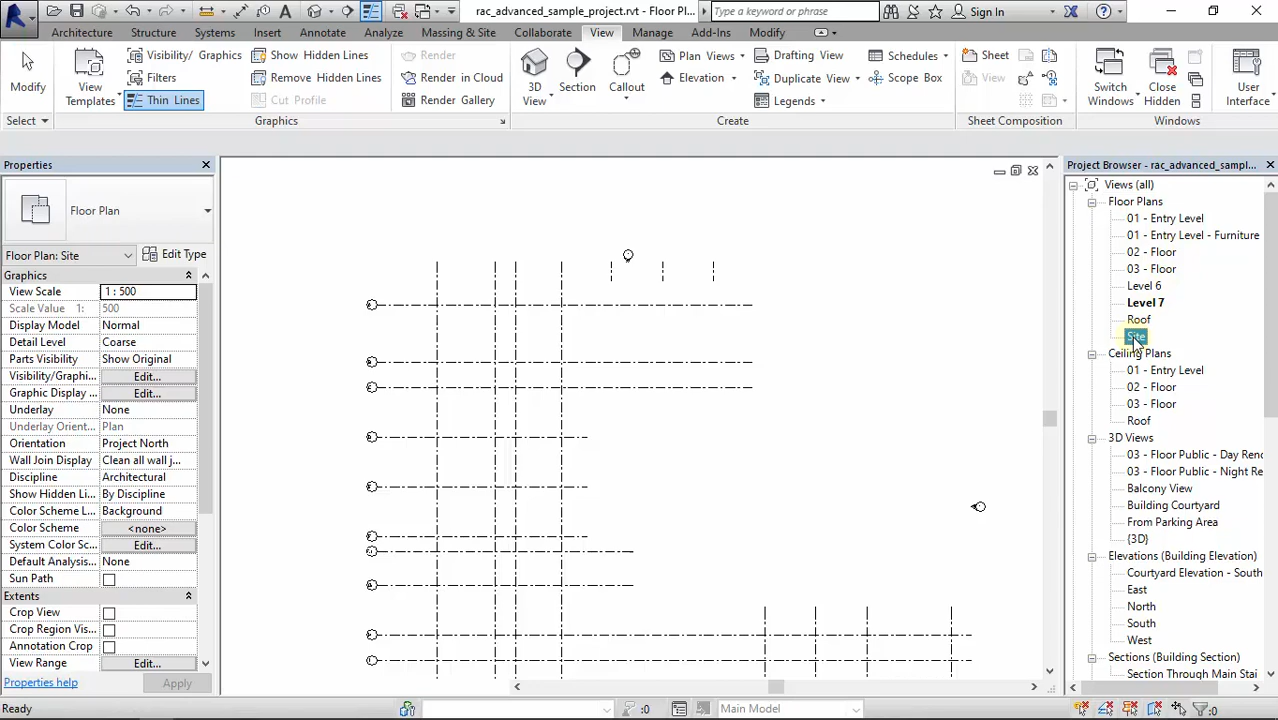 rac_advanced_sample_project.rvt - Floor Pl...
Type a keyword or phrase
Sign In
Architecture Structure Systems Insert Annotate Analyze Massing & Site Collaborate View Manage Add-Ins Modify
Modify
Select
View Templates
Visibility/ Graphics
Filters
Thin Lines
Show Hidden Lines
Remove Hidden Lines
Cut Profile
Render
Render in Cloud
Render Gallery
Graphics
3D View
Section
Callout
Plan Views
Elevation
Drafting View
Duplicate View
Legends
Schedules
Scope Box
Create
Sheet
View
Sheet Composition
Switch Windows
Close Hidden
User Interface
Windows
Properties
Floor Plan
Floor Plan: Site
Edit Type
Graphics
View Scale 1 : 500
Scale Value 1: 500
Display Model Normal
Detail Level Coarse
Parts Visibility Show Original
Visibility/Graphi... Edit...
Graphic Display ... Edit...
Underlay None
Underlay Orient... Plan
Orientation Project North
Wall Join Display Clean all wall j...
Discipline Architectural
Show Hidden Li... By Discipline
Color Scheme L... Background
Color Scheme <none>
System Color Sc... Edit...
Default Analysis... None
Sun Path
Extents
Crop View
Crop Region Vis...
Annotation Crop
View Range Edit...
Properties help
Apply
Project Browser - rac_advanced_sampl...
Views (all)
Floor Plans
01 - Entry Level
01 - Entry Level - Furniture
02 - Floor
03 - Floor
Level 6
Level 7
Roof
Site
Ceiling Plans
01 - Entry Level
02 - Floor
03 - Floor
Roof
3D Views
03 - Floor Public - Day Rend
03 - Floor Public - Night Re
Balcony View
Building Courtyard
From Parking Area
{3D}
Elevations (Building Elevation)
Courtyard Elevation - South
East
North
South
West
Sections (Building Section)
Section Through Main Stai
Ready
:0
Main Model
:0